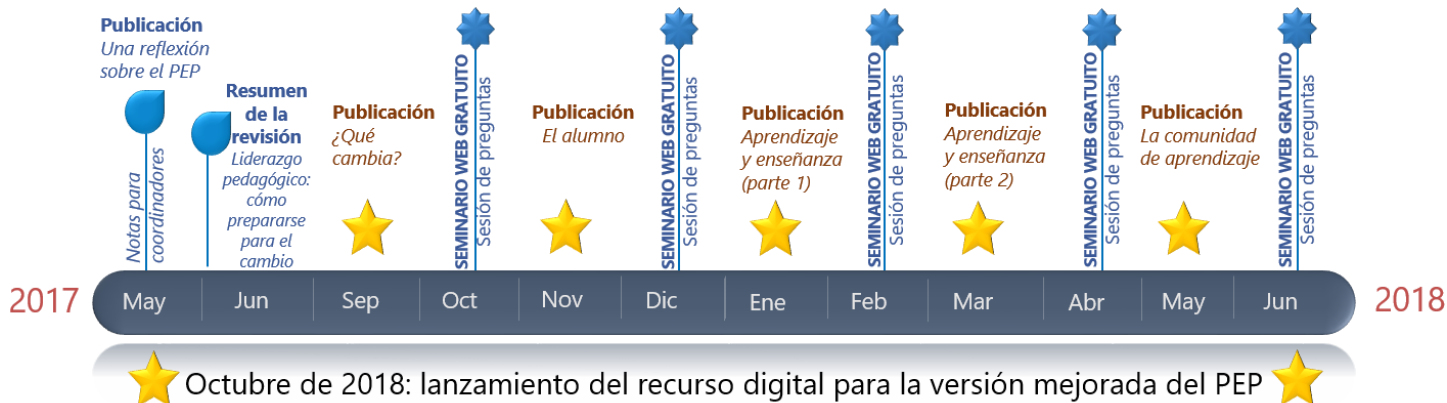 Publicación
Una reflexión
sobre el PEP
Notas para
coordinadores
Resumen
de la
revisión
Liderazgo
pedagógico:
cómo
prepararse
para el
cambio
Publicación
¿Qué
cambia?
SEMINARIO WEB GRATUITO
Sesión de preguntas
Publicación
El alumno
SEMINARIO WEB GRATUITO
Sesión de preguntas
Publicación
Aprendizaje
y enseñanza
(parte 1)
SEMINARIO WEB GRATUITO
Sesión de preguntas
Publicación
Aprendizaje
y enseñanza
(parte 2)
SEMINARIO WEB GRATUITO
Sesión de preguntas
Publicación
La comunidad
de aprendizaje
SEMINARIO WEB GRATUITO
Sesión de preguntas
2017 May Jun Sep Oct Nov Dic Ene Feb Mar Abr May Jun 2018
Octubre de 2018: lanzamiento del recurso digital para la versión mejorada del PEP